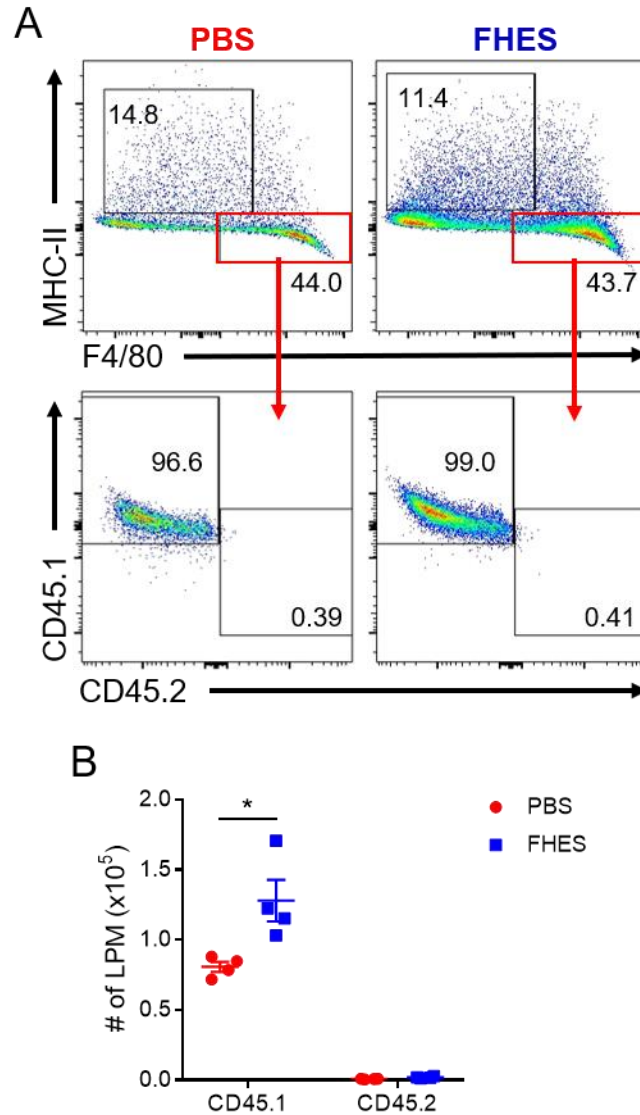 A
PBS FHES
14.8 11.4
MHC-II
44.0 43.7
F4/80
96.6 99.0
CD45.1
0.39 0.41
CD45.2
B
# of LPM (x10⁵)
2.0
1.5
1.0
0.5
0.0
*
PBS
FHES
CD45.1 CD45.2